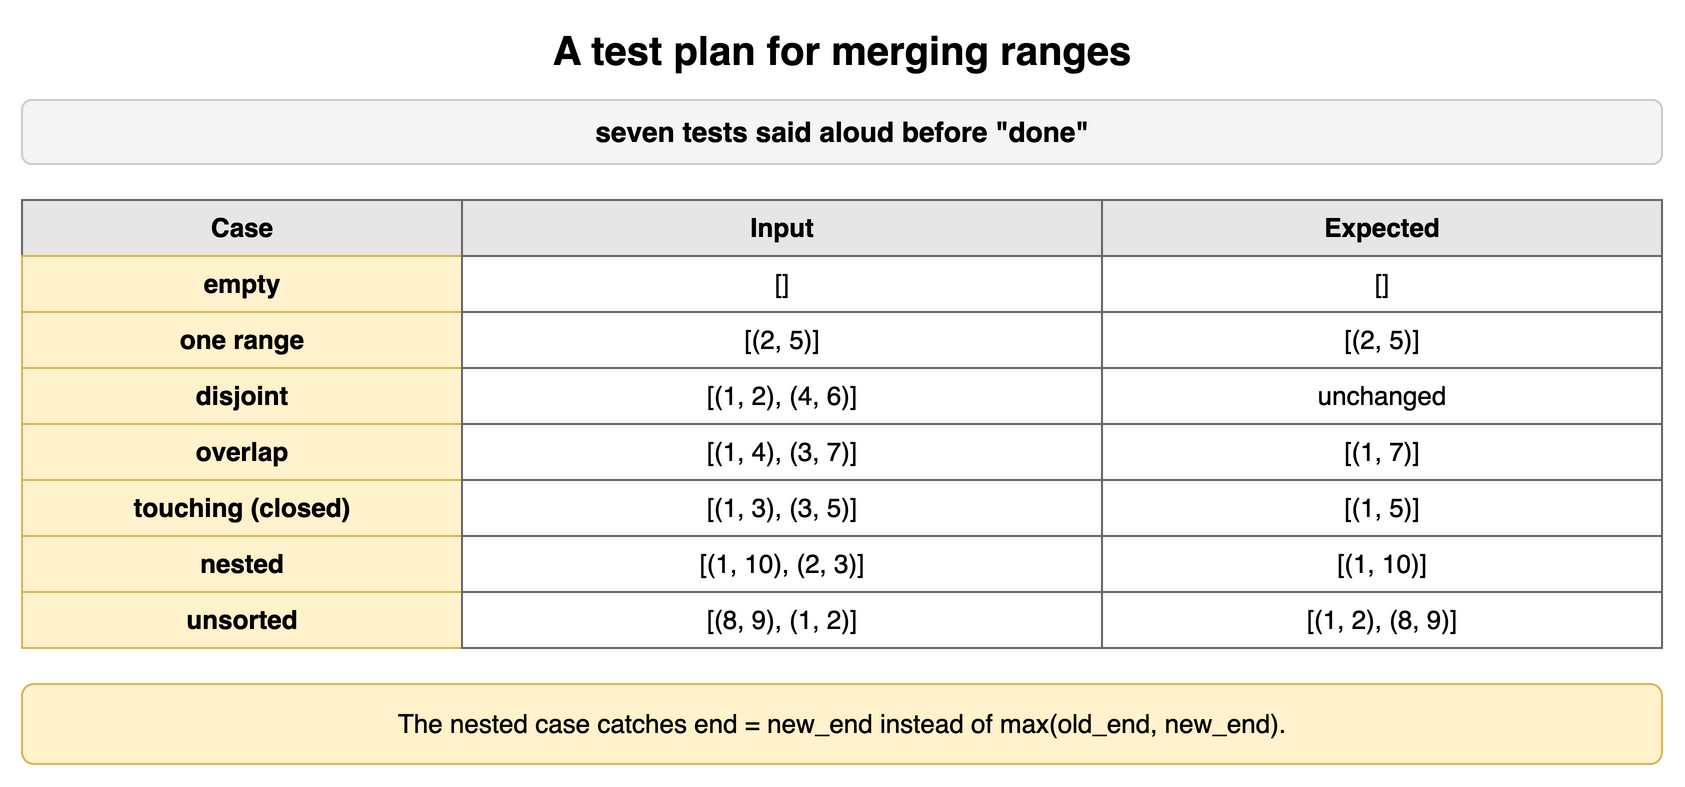 A test plan for merging ranges
seven tests said aloud before "done"
Case Input Expected
empty [] []
one range [(2, 5)] [(2, 5)]
disjoint [(1, 2), (4, 6)] unchanged
overlap [(1, 4), (3, 7)] [(1, 7)]
touching (closed) [(1, 3), (3, 5)] [(1, 5)]
nested [(1, 10), (2, 3)] [(1, 10)]
unsorted [(8, 9), (1, 2)] [(1, 2), (8, 9)]
The nested case catches end = new_end instead of max(old_end, new_end).